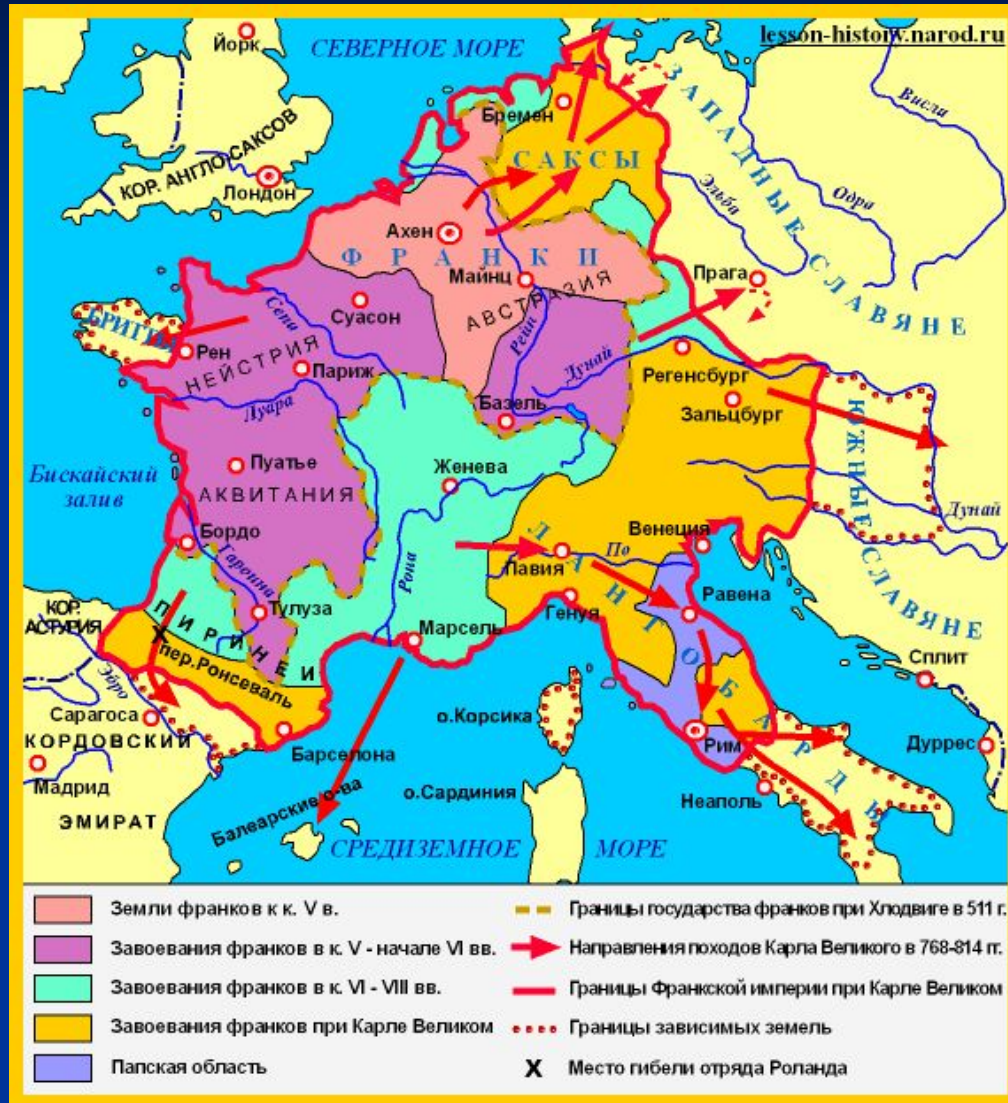 lesson-history.narod.ru
Йорк
СЕВЕРНОЕ МОРЕ
ЗАПАДНЫЕ СЛАВЯНЕ
Висли
Бремен
САКСЫ
КОР. АНГЛО САКСОВ
Лондон
Эльба
Одра
Ахен
ФРАНКИ
Майнц
АВСТРАЗИЯ
Прага
Суасон
Сена
Рейн
БРИТТЫ
Рен
НЕЙСТРИЯ
Париж
Луара
Дунай
Регенсбург
Зальцбург
Базель
ЮЖНЫЕ СЛАВЯНЕ
Пуатье
Бискайский
залив
АКВИТАНИЯ
Женева
Дунай
Бордо
Гаронна
Рона
Венеция
По
Павия
ЛАНГОБАРДЫ
Равена
Генуя
Тулуза
Марсель
КОР.
АСТУРИЯ
ПИРИНЕИ
пер.Ронсеваль
X
Эбро
Сплит
Сарагоса
о.Корсика
Рим
КОРДОВСКИЙ
Барселона
Дуррес
Мадрид
о.Сардиния
Неаполь
ЭМИРАТ
Балеарские о-ва
СРЕДИЗЕМНОЕ МОРЕ
Земли франков к к. V в.
Завоевания франков в к. V - начале VI вв.
Завоевания франков в к. VI - VIII вв.
Завоевания франков при Карле Великом
Папская область
Границы государства франков при Хлодвиге в 511 г.
Направления походов Карла Великого в 768-814 гг.
Границы Франкской империи при Карле Великом
Границы зависимых земель
X Место гибели отряда Роланда